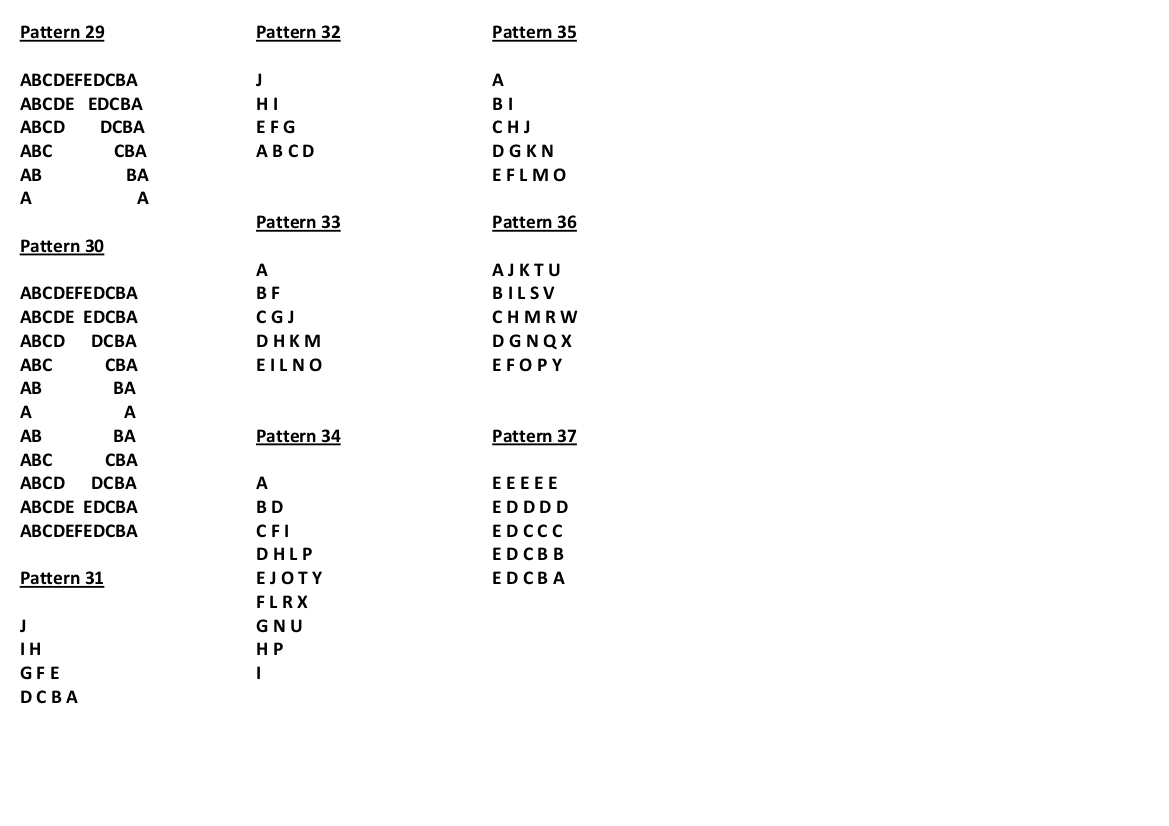 Pattern 29
ABCDEFEDCBA
ABCDE EDCBA
ABCD DCBA
ABC CBA
AB BA
A A
Pattern 30
ABCDEFEDCBA
ABCDE EDCBA
ABCD DCBA
ABC CBA
AB BA
A A
AB BA
ABC CBA
ABCD DCBA
ABCDE EDCBA
ABCDEFEDCBA
Pattern 31
J
I H
G F E
D C B A
Pattern 32
J
H I
E F G
A B C D
Pattern 33
A
B F
C G J
D H K M
E I L N O
Pattern 34
A
B D
C F I
D H L P
E J O T Y
F L R X
G N U
H P
I
Pattern 35
A
B I
C H J
D G K N
E F L M O
Pattern 36
A J K T U
B I L S V
C H M R W
D G N Q X
E F O P Y
Pattern 37
E E E E E
E D D D D
E D C C C
E D C B B
E D C B A